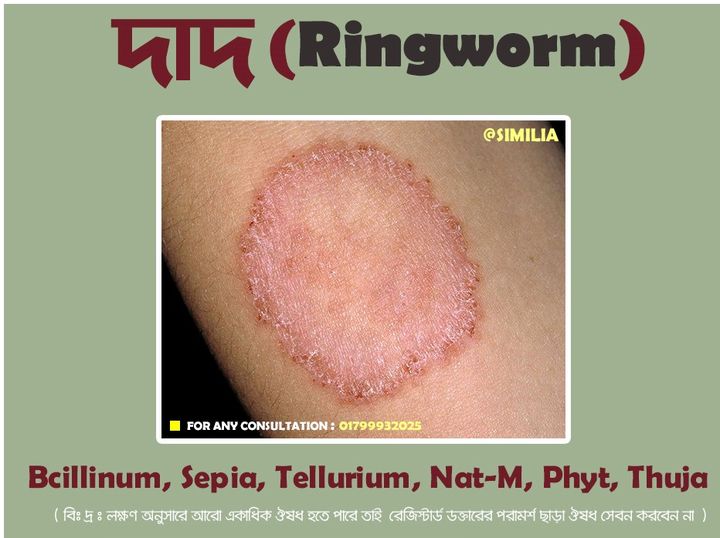 দাদ (Ringworm)
@SIMILIA
FOR ANY CONSULTATION : 01799932025
Bcillinum, Sepia, Tellurium, Nat-M, Phyt, Thuja
( বিঃ দ্র ঃ লক্ষণ অনুসারে আরো একাধিক ঔষধ হতে পারে তাই রেজিস্টার্ড ডক্তারের পরামর্শ ছাড়া ঔষধ সেবন করবেন না )